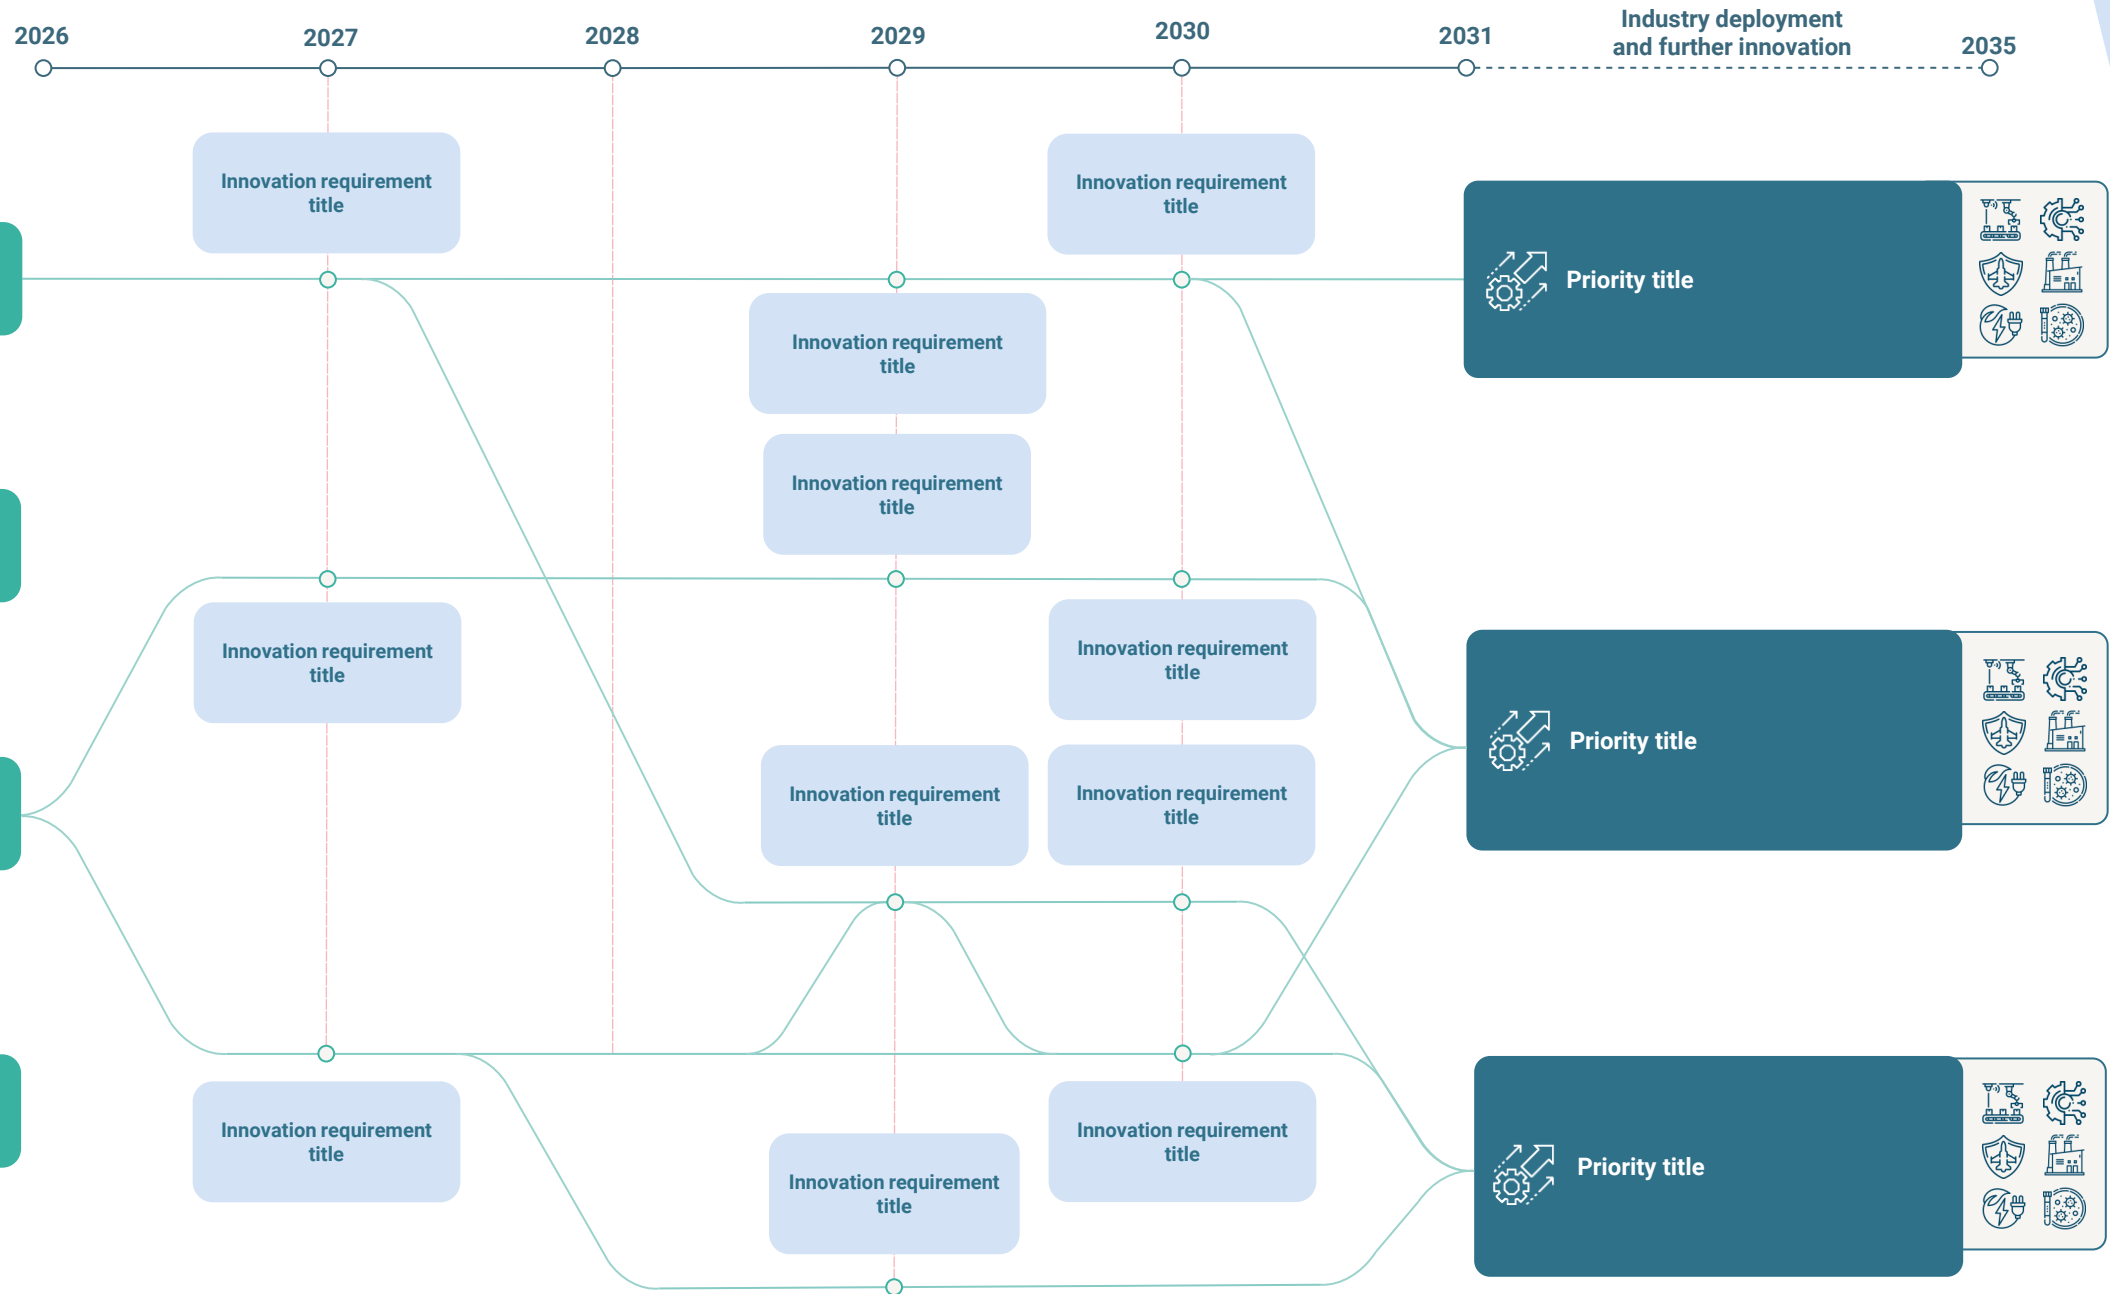 2026
2027
2028
2029
2030
2031
Industry deployment
and further innovation
2035
Innovation requirement
title
Innovation requirement
title
Priority title
Innovation requirement
title
Innovation requirement
title
Innovation requirement
title
Innovation requirement
title
Priority title
Innovation requirement
title
Innovation requirement
title
Innovation requirement
title
Innovation requirement
title
Priority title
Innovation requirement
title